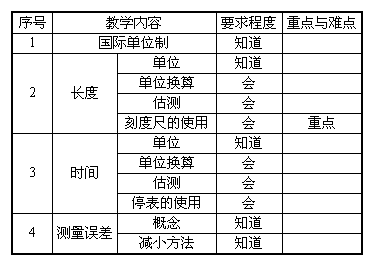 序号 教学内容 要求程度 重点与难点
1 国际单位制 知道
2 长度 单位 知道
单位换算 会
估测 会
刻度尺的使用 会 重点
3 时间 单位 知道
单位换算 会
估测 会
停表的使用 会
4 测量误差 概念 知道
减小方法 知道